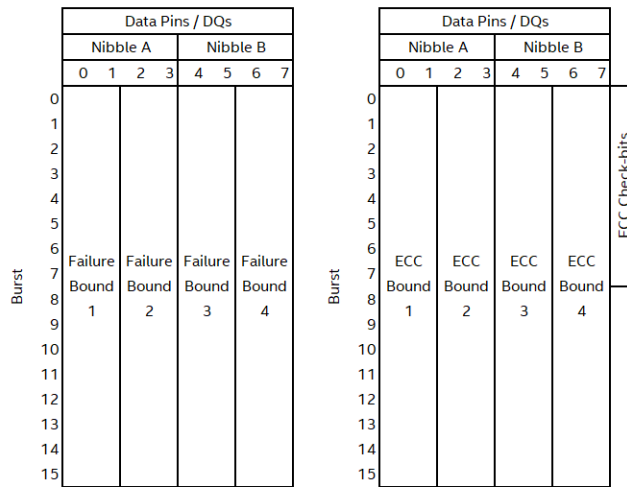 Data Pins / DQs
Nibble A Nibble B
0 1 2 3 4 5 6 7
0
1
2
3
4
5
6
7
8
9
10
11
12
13
14
15
Burst
Failure Bound 1
Failure Bound 2
Failure Bound 3
Failure Bound 4
Data Pins / DQs
Nibble A Nibble B
0 1 2 3 4 5 6 7
0
1
2
3
4
5
6
7
8
9
10
11
12
13
14
15
Burst
ECC Bound 1
ECC Bound 2
ECC Bound 3
ECC Bound 4
ECC Check-bits